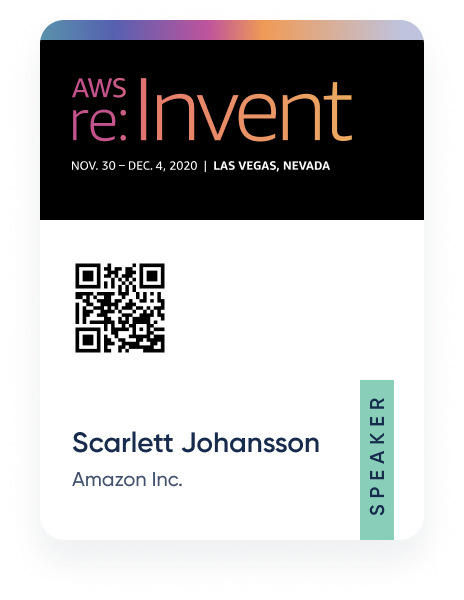 AWS
re:Invent
NOV. 30 – DEC. 4, 2020 | LAS VEGAS, NEVADA
Scarlett Johansson
Amazon Inc.
SPEAKER